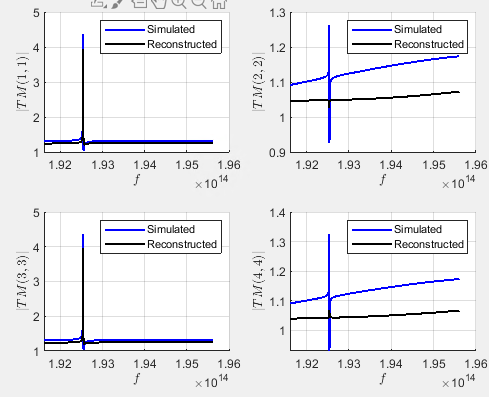 5
4
3
2
1
|TM(1,1)|
Simulated
Reconstructed
1.92 1.93 1.94 1.95 1.96
f
×10^14
1.3
1.2
1.1
1
0.9
|TM(2,2)|
Simulated
Reconstructed
1.92 1.93 1.94 1.95 1.96
f
×10^14
5
4
3
2
1
|TM(3,3)|
Simulated
Reconstructed
1.92 1.93 1.94 1.95 1.96
f
×10^14
1.4
1.3
1.2
1.1
1
|TM(4,4)|
Simulated
Reconstructed
1.92 1.93 1.94 1.95 1.96
f
×10^14